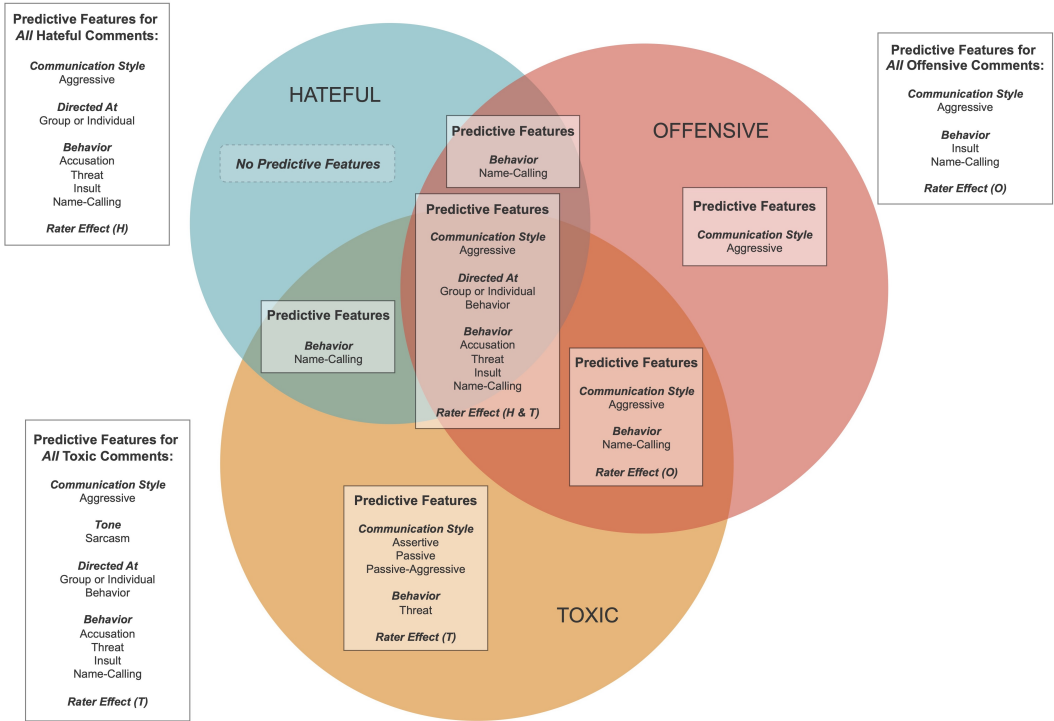 Predictive Features for
All Hateful Comments:
Communication Style
Aggressive
Directed At
Group or Individual
Behavior
Accusation
Threat
Insult
Name-Calling
Rater Effect (H)
HATEFUL
No Predictive Features
Predictive Features
Behavior
Name-Calling
OFFENSIVE
Predictive Features for
All Offensive Comments:
Communication Style
Aggressive
Behavior
Insult
Name-Calling
Rater Effect (O)
Predictive Features
Communication Style
Aggressive
Predictive Features
Communication Style
Aggressive
Directed At
Group or Individual
Behavior
Behavior
Accusation
Threat
Insult
Name-Calling
Rater Effect (H & T)
Predictive Features
Behavior
Name-Calling
Predictive Features
Communication Style
Aggressive
Behavior
Name-Calling
Rater Effect (O)
Predictive Features for
All Toxic Comments:
Communication Style
Aggressive
Tone
Sarcasm
Directed At
Group or Individual
Behavior
Behavior
Accusation
Threat
Insult
Name-Calling
Rater Effect (T)
Predictive Features
Communication Style
Assertive
Passive
Passive-Aggressive
Behavior
Threat
Rater Effect (T)
TOXIC